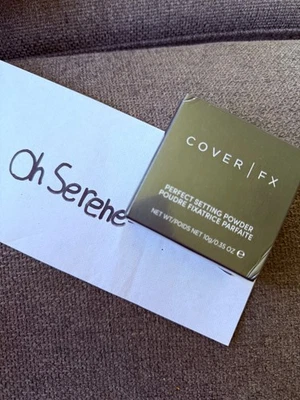 Oh Serene
COVER | FX
PERFECT SETTING POWDER
POUDRE FIXATRICE PARFAITE
NET WT/POIDS NET 10g/0.35 OZ ℮